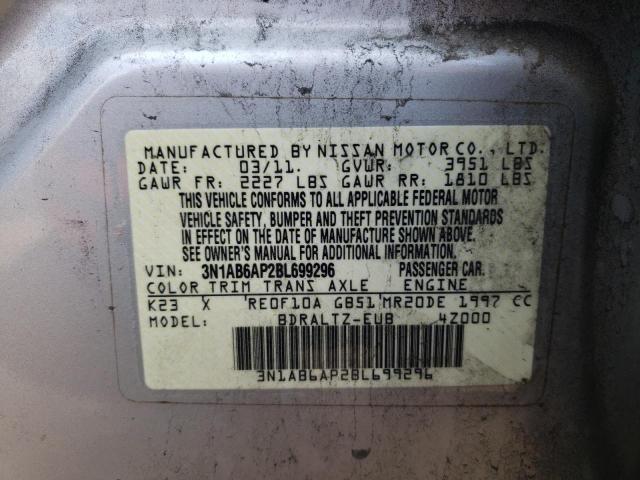 MANUFACTURED BY NISSAN MOTOR CO., LTD.
DATE: 03/11. GVWR: 3951 LBS
GAWR FR: 2227 LBS GAWR RR: 1810 LBS
THIS VEHICLE CONFORMS TO ALL APPLICABLE FEDERAL MOTOR
VEHICLE SAFETY, BUMPER AND THEFT PREVENTION STANDARDS
IN EFFECT ON THE DATE OF MANUFACTURE SHOWN ABOVE.
SEE OWNER'S MANUAL FOR ADDITIONAL INFORMATION.
VIN: 3N1AB6AP2BL699296 PASSENGER CAR.
COLOR TRIM TRANS AXLE ENGINE
K23 X RE0F10A GB51 MR20DE 1997 CC
MODEL: BDRALTZ-EUB 4Z000
3N1AB6AP2BL699296